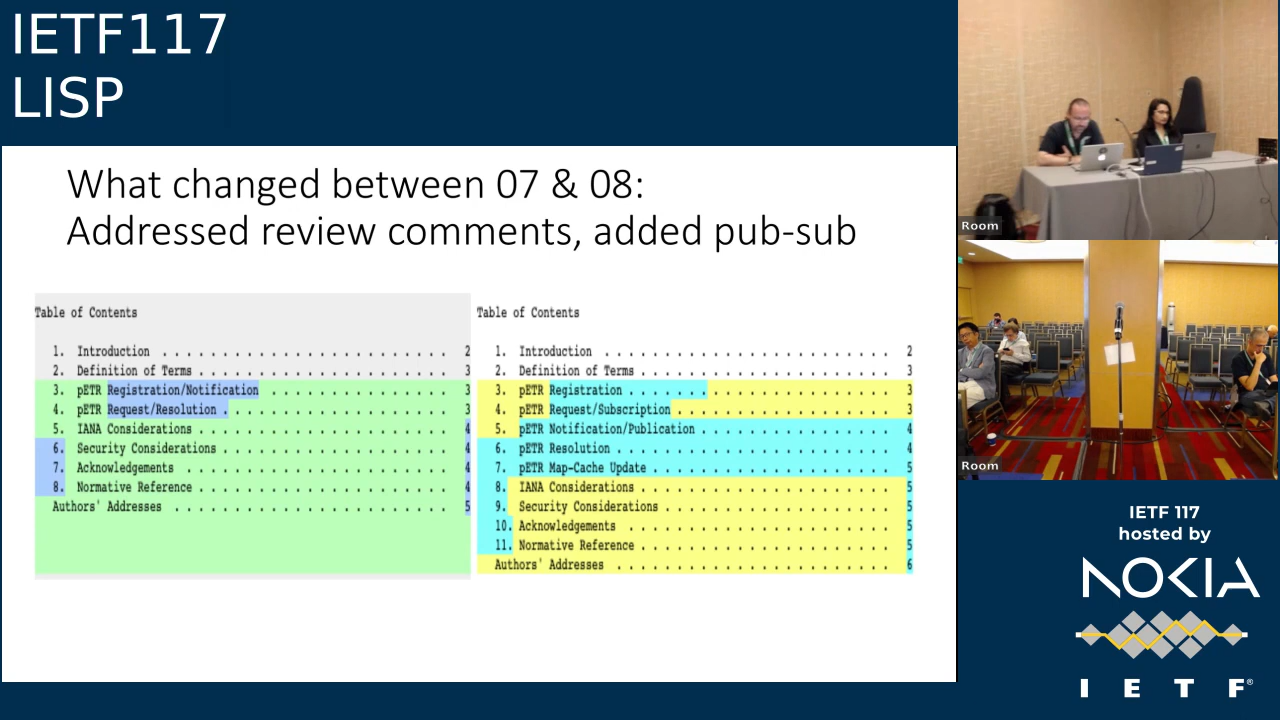 IETF117
LISP
What changed between 07 & 08:
Addressed review comments, added pub-sub
Table of Contents
1. Introduction . . . . . . . . . . . . . . . . . . . . . . . . 2
2. Definition of Terms . . . . . . . . . . . . . . . . . . . . . 3
3. pETR Registration/Notification . . . . . . . . . . . . . . . 3
4. pETR Request/Resolution . . . . . . . . . . . . . . . . . . . 3
5. IANA Considerations . . . . . . . . . . . . . . . . . . . . . 4
6. Security Considerations . . . . . . . . . . . . . . . . . . . 4
7. Acknowledgements . . . . . . . . . . . . . . . . . . . . . . 4
8. Normative Reference . . . . . . . . . . . . . . . . . . . . . 4
Authors' Addresses . . . . . . . . . . . . . . . . . . . . . . . 5
Table of Contents
1. Introduction . . . . . . . . . . . . . . . . . . . . . . . . 2
2. Definition of Terms . . . . . . . . . . . . . . . . . . . . . 3
3. pETR Registration . . . . . . . . . . . . . . . . . . . . . . 3
4. pETR Request/Subscription . . . . . . . . . . . . . . . . . . 3
5. pETR Notification/Publication . . . . . . . . . . . . . . . . 4
6. pETR Resolution . . . . . . . . . . . . . . . . . . . . . . . 4
7. pETR Map-Cache Update . . . . . . . . . . . . . . . . . . . . 5
8. IANA Considerations . . . . . . . . . . . . . . . . . . . . . 5
9. Security Considerations . . . . . . . . . . . . . . . . . . . 5
10. Acknowledgements . . . . . . . . . . . . . . . . . . . . . . 5
11. Normative Reference . . . . . . . . . . . . . . . . . . . . . 5
Authors' Addresses . . . . . . . . . . . . . . . . . . . . . . . 6
Room
Room
IETF 117
hosted by
NOKIA
I E T F®